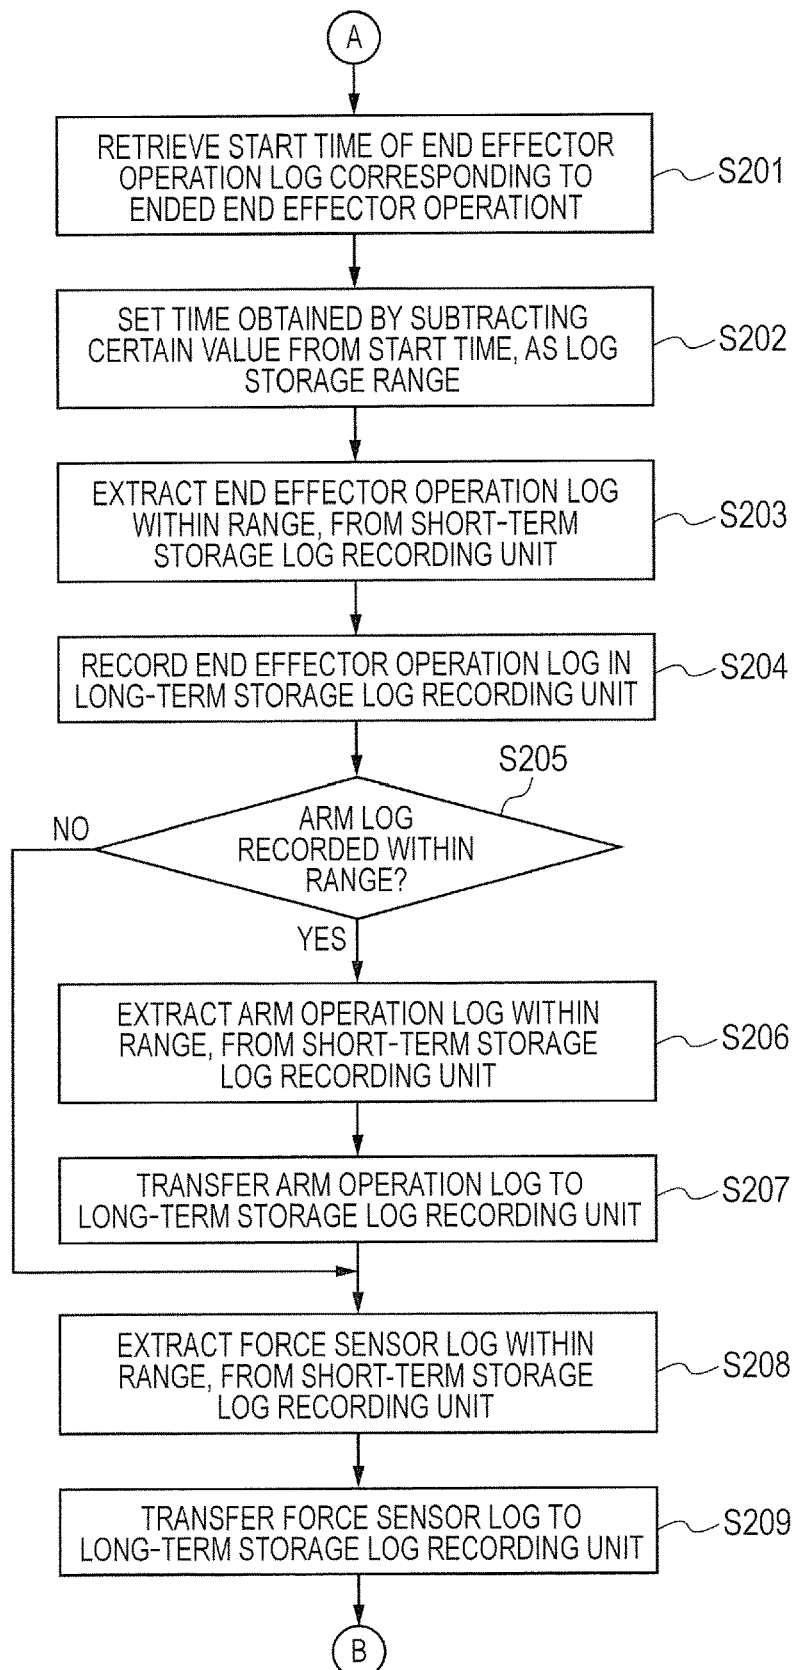 A
RETRIEVE START TIME OF END EFFECTOR
OPERATION LOG CORRESPONDING TO
ENDED END EFFECTOR OPERATIONT
S201
SET TIME OBTAINED BY SUBTRACTING
CERTAIN VALUE FROM START TIME, AS LOG
STORAGE RANGE
S202
EXTRACT END EFFECTOR OPERATION LOG
WITHIN RANGE, FROM SHORT-TERM
STORAGE LOG RECORDING UNIT
S203
RECORD END EFFECTOR OPERATION LOG IN
LONG-TERM STORAGE LOG RECORDING UNIT
S204
S205
ARM LOG
RECORDED WITHIN
RANGE?
NO
YES
EXTRACT ARM OPERATION LOG WITHIN
RANGE, FROM SHORT-TERM STORAGE
LOG RECORDING UNIT
S206
TRANSFER ARM OPERATION LOG TO
LONG-TERM STORAGE LOG RECORDING UNIT
S207
EXTRACT FORCE SENSOR LOG WITHIN
RANGE, FROM SHORT-TERM STORAGE
LOG RECORDING UNIT
S208
TRANSFER FORCE SENSOR LOG TO
LONG-TERM STORAGE LOG RECORDING UNIT
S209
B